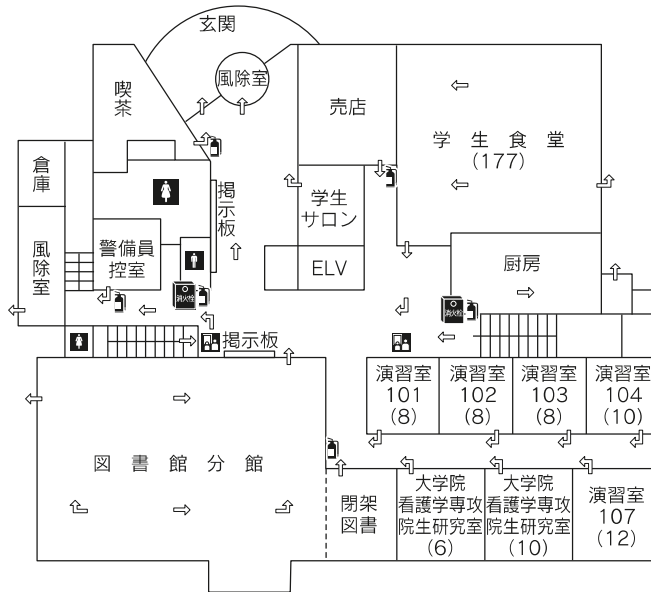 玄関
風除室
喫茶
売店
学生食堂
(177)
倉庫
掲示板
学生
サロン
風除室
警備員
控室
ELV
厨房
消火栓
消火栓
掲示板
演習室
101
(8)
演習室
102
(8)
演習室
103
(8)
演習室
104
(10)
図書館分館
閉架
図書
大学院
看護学専攻
院生研究室
(6)
大学院
看護学専攻
院生研究室
(10)
演習室
107
(12)